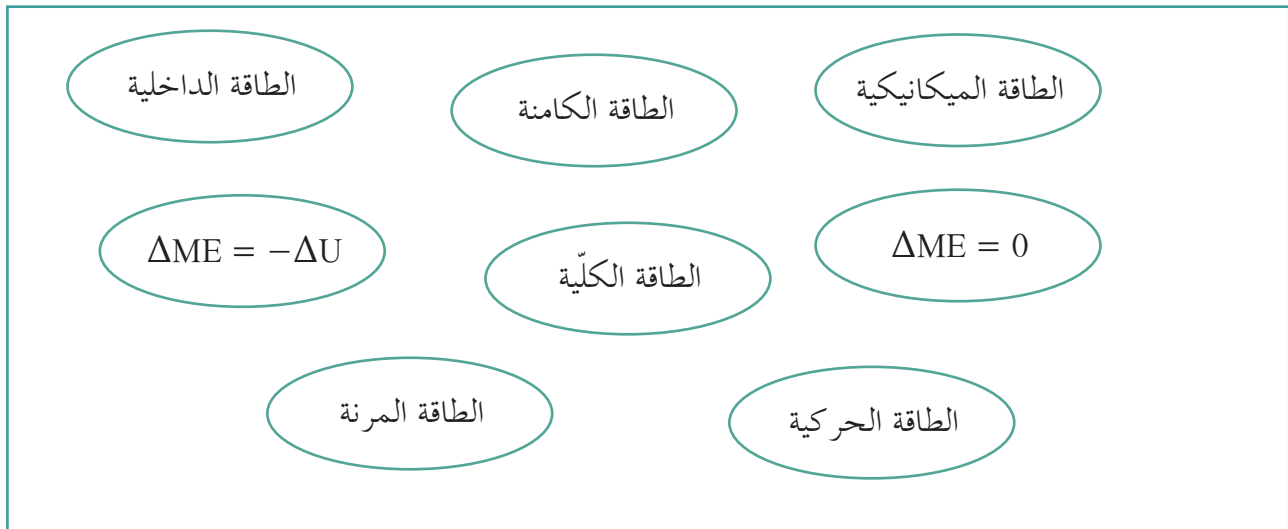 الطاقة الميكانيكية
الطاقة الكامنة
الطاقة الداخلية
ΔME = 0
الطاقة الكلّية
ΔME = −ΔU
الطاقة الحركية
الطاقة المرنة